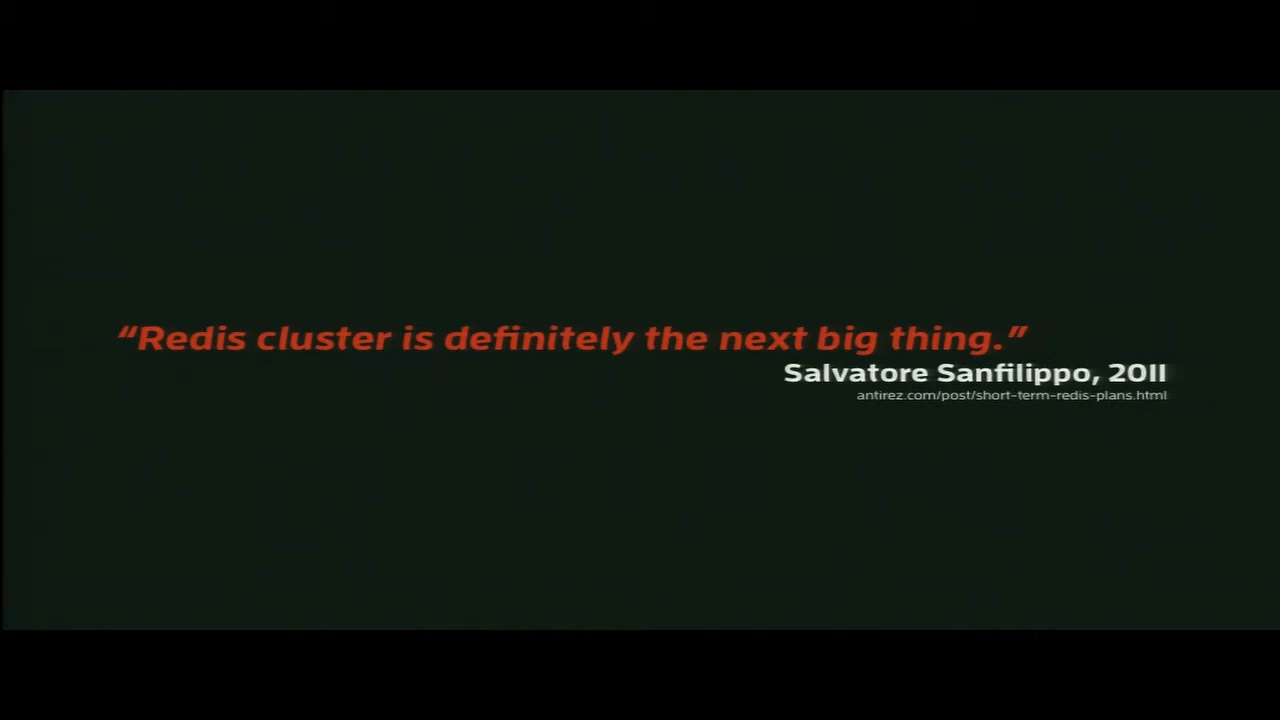 “Redis cluster is definitely the next big thing.”
Salvatore Sanfilippo, 2011
antirez.com/post/short-term-redis-plans.html